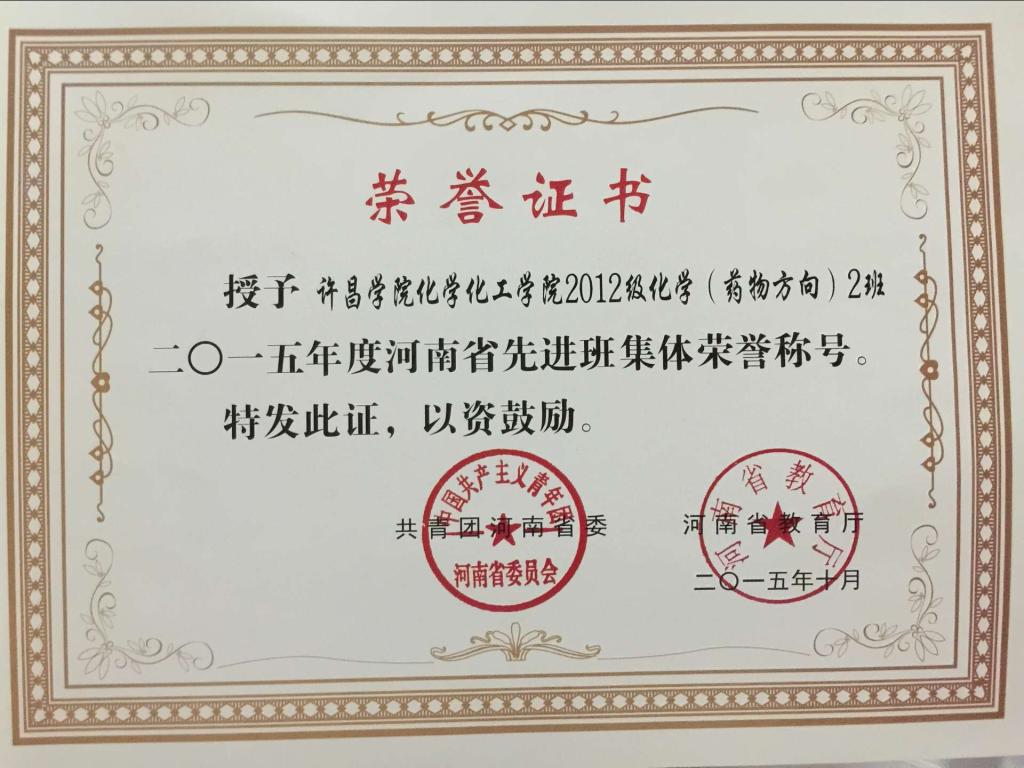 荣誉证书
授予 许昌学院化学化工学院2012级化学（药物方向）2班
二〇一五年度河南省先进班集体荣誉称号。
特发此证，以资鼓励。
共青团河南省委 河南省教育厅
二〇一五年十月
中国共产主义青年团
河南省委员会
河南省教育厅